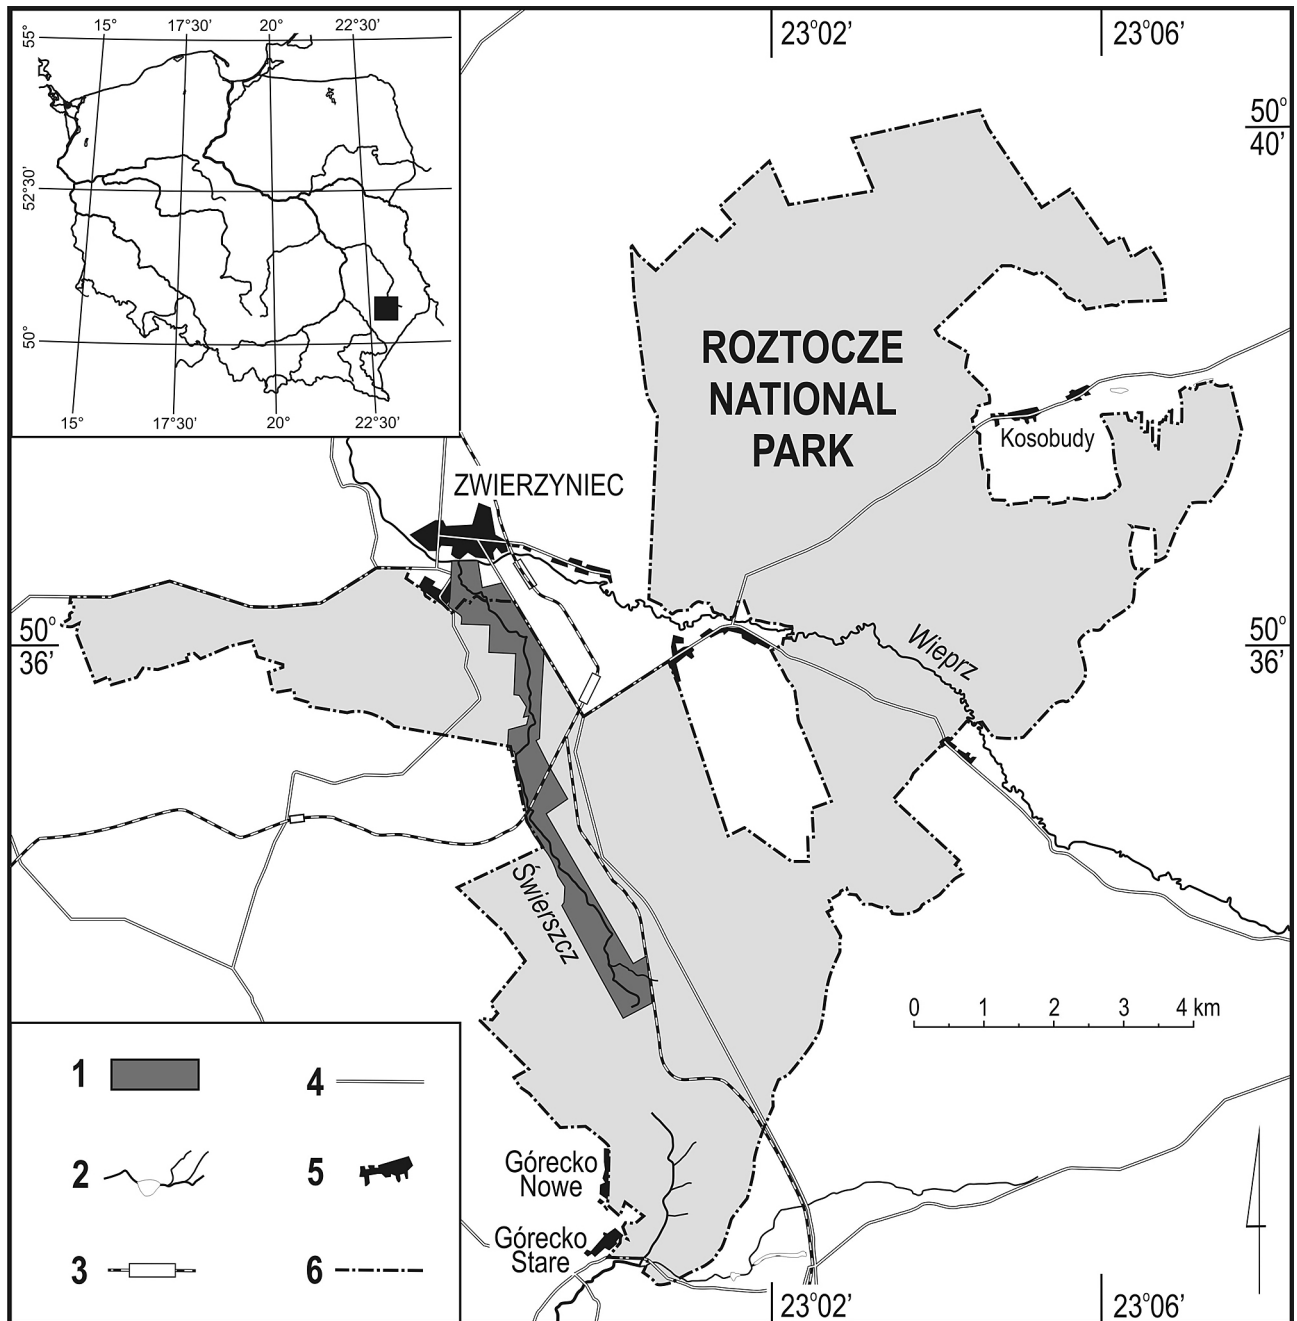 15° 17°30' 20° 22°30'
55°
52°30'
50°
15° 17°30' 20° 22°30'
23°02' 23°06'
50°
40'
ROZTOCZE
NATIONAL
PARK
Kosobudy
ZWIERZYNIEC
50°
36'
50°
36'
Wieprz
Świerszcz
0 1 2 3 4 km
1
2
3
4
5
6
Górecko
Nowe
Górecko
Stare
23°02' 23°06'